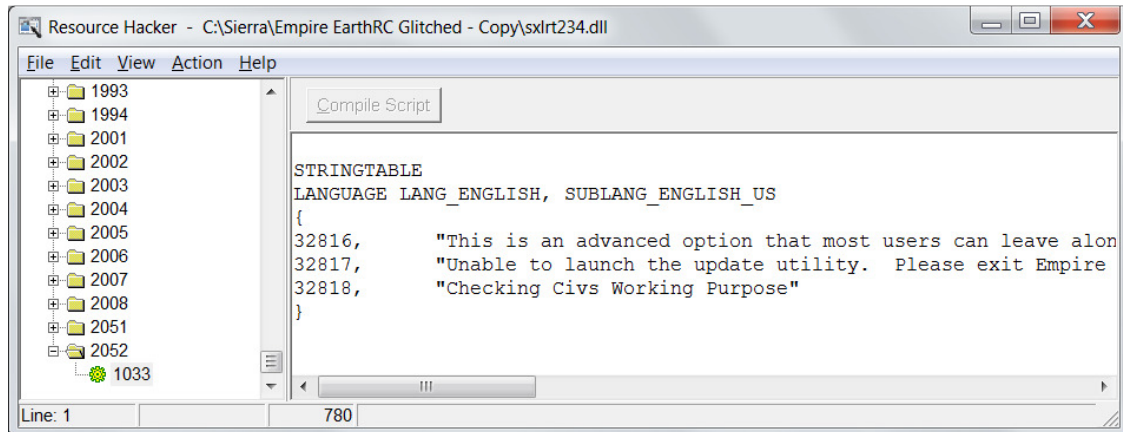 Resource Hacker - C:\Sierra\Empire EarthRC Glitched - Copy\sxlrt234.dll
File Edit View Action Help
1993
1994
2001
2002
2003
2004
2005
2006
2007
2008
2051
2052
1033
Compile Script
STRINGTABLE
LANGUAGE LANG_ENGLISH, SUBLANG_ENGLISH_US
{
32816, "This is an advanced option that most users can leave alon
32817, "Unable to launch the update utility.  Please exit Empire
32818, "Checking Civs Working Purpose"
}
Line: 1 780